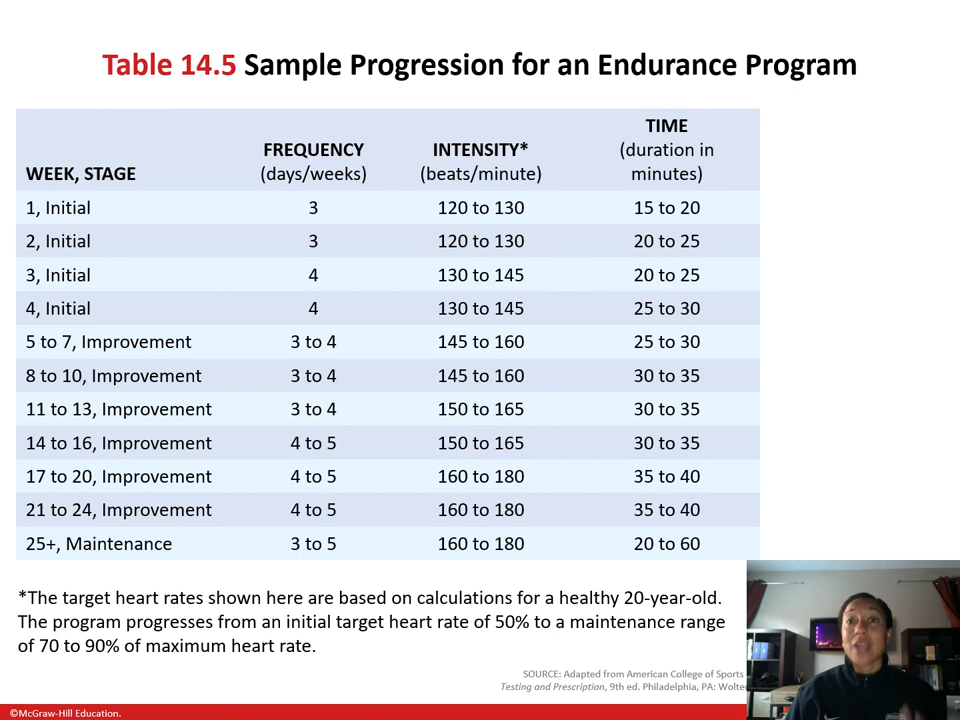 Table 14.5 Sample Progression for an Endurance Program
WEEK, STAGE FREQUENCY (days/weeks) INTENSITY* (beats/minute) TIME (duration in minutes)
1, Initial 3 120 to 130 15 to 20
2, Initial 3 120 to 130 20 to 25
3, Initial 4 130 to 145 20 to 25
4, Initial 4 130 to 145 25 to 30
5 to 7, Improvement 3 to 4 145 to 160 25 to 30
8 to 10, Improvement 3 to 4 145 to 160 30 to 35
11 to 13, Improvement 3 to 4 150 to 165 30 to 35
14 to 16, Improvement 4 to 5 150 to 165 30 to 35
17 to 20, Improvement 4 to 5 160 to 180 35 to 40
21 to 24, Improvement 4 to 5 160 to 180 35 to 40
25+, Maintenance 3 to 5 160 to 180 20 to 60
*The target heart rates shown here are based on calculations for a healthy 20-year-old.
The program progresses from an initial target heart rate of 50% to a maintenance range
of 70 to 90% of maximum heart rate.
SOURCE: Adapted from American College of Sports
Testing and Prescription, 9th ed. Philadelphia, PA:
©McGraw-Hill Education.